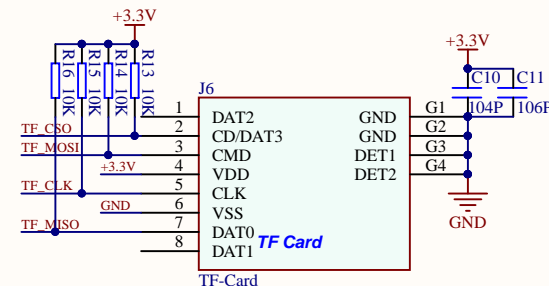 +3.3V
R16 10K
R15 10K
R14 10K
R13 10K
J6
1 DAT2
TF_CSO 2 CD/DAT3
TF_MOSI 3 CMD
+3.3V 4 VDD
TF_CLK 5 CLK
GND 6 VSS
TF_MISO 7 DAT0
8 DAT1
TF Card
TF-Card
GND G1
GND G2
DET1 G3
DET2 G4
+3.3V
C10
104P
C11
106P
GND